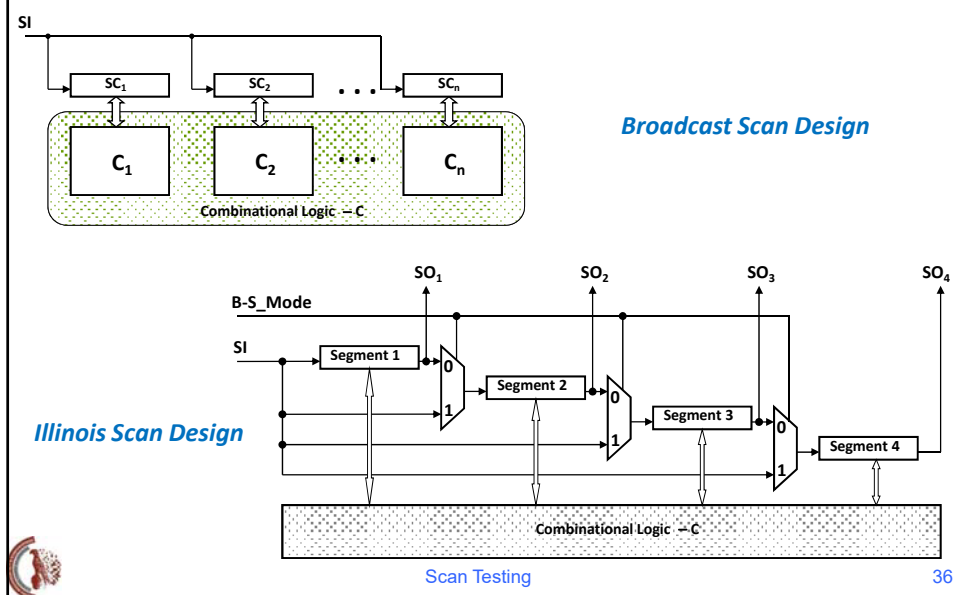 SI
SC₁ SC₂ . . . SCₙ
C₁ C₂ . . . Cₙ
Combinational Logic – C
Broadcast Scan Design
SO₁ SO₂ SO₃ SO₄
B-S_Mode
SI
Segment 1
0
1
Segment 2
0
1
Segment 3
0
1
Segment 4
Illinois Scan Design
Combinational Logic – C
Scan Testing
36